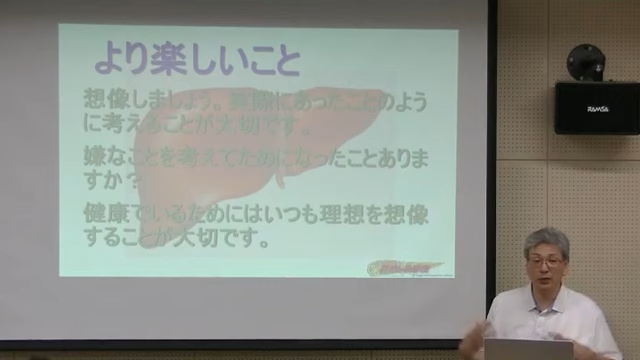 より楽しいこと
想像しましょう。実際にあったことのよう
に考えることが大切です。
嫌なことを考えてためになったことありま
すか？
健康でいるためにはいつも理想を想像
することが大切です。
RAMSA